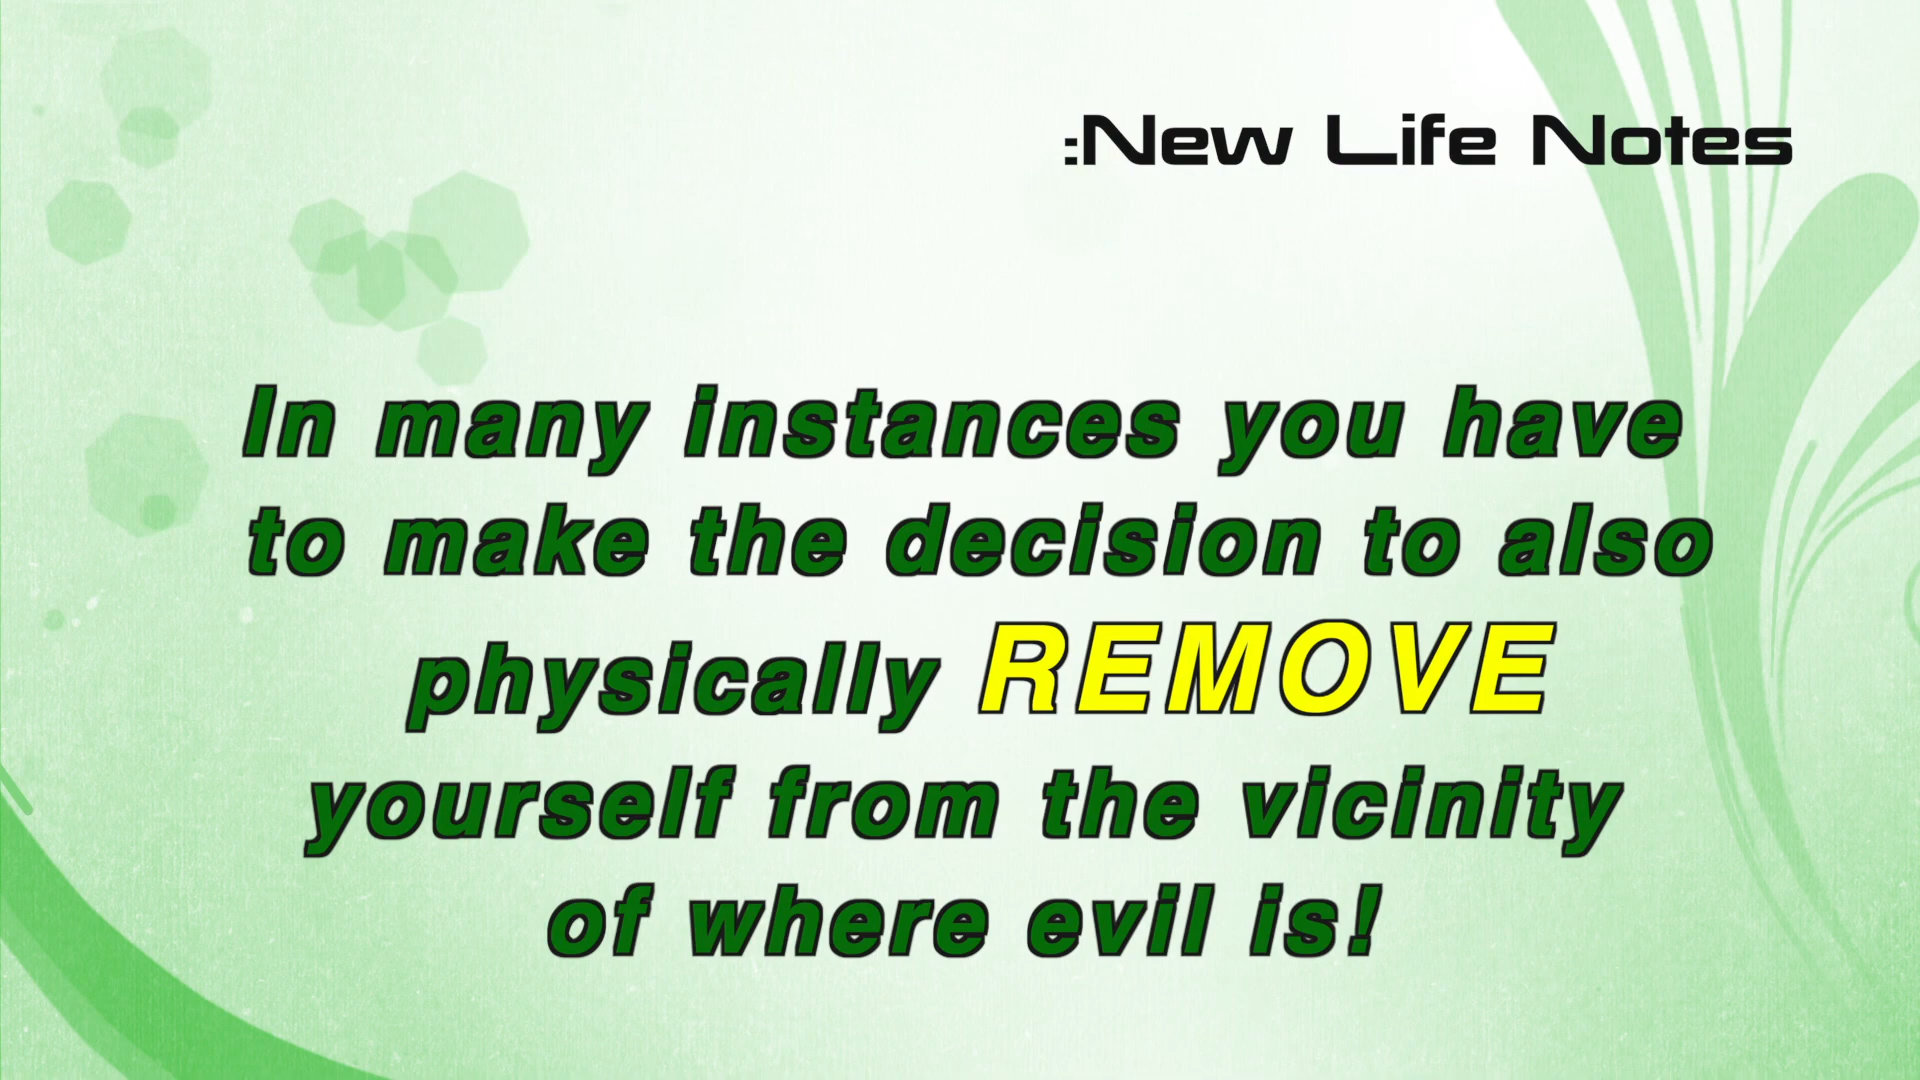 :New Life Notes
In many instances you have
to make the decision to also
physically REMOVE
yourself from the vicinity
of where evil is!